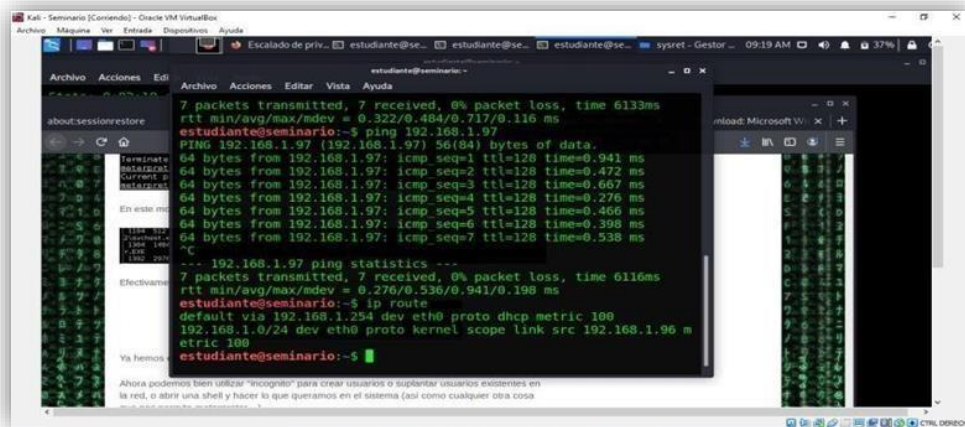 Kali - Seminario [Corriendo] - Oracle VM VirtualBox
Archivo Máquina Ver Entrada Dispositivos Ayuda
Escalado de priv... estudiante@se... estudiante@se... estudiante@se... sysret - Gestor ... 09:19 AM 37%
Archivo Acciones Edi
estudiante@seminario: ~
Archivo Acciones Editar Vista Ayuda
7 packets transmitted, 7 received, 0% packet loss, time 6133ms
rtt min/avg/max/mdev = 0.322/0.484/0.717/0.116 ms
estudiante@seminario:~$ ping 192.168.1.97
PING 192.168.1.97 (192.168.1.97) 56(84) bytes of data.
64 bytes from 192.168.1.97: icmp_seq=1 ttl=128 time=0.941 ms
64 bytes from 192.168.1.97: icmp_seq=2 ttl=128 time=0.472 ms
64 bytes from 192.168.1.97: icmp_seq=3 ttl=128 time=0.667 ms
64 bytes from 192.168.1.97: icmp_seq=4 ttl=128 time=0.276 ms
64 bytes from 192.168.1.97: icmp_seq=5 ttl=128 time=0.466 ms
64 bytes from 192.168.1.97: icmp_seq=6 ttl=128 time=0.398 ms
64 bytes from 192.168.1.97: icmp_seq=7 ttl=128 time=0.538 ms
^C
--- 192.168.1.97 ping statistics ---
7 packets transmitted, 7 received, 0% packet loss, time 6116ms
rtt min/avg/max/mdev = 0.276/0.536/0.941/0.198 ms
estudiante@seminario:~$ ip route
default via 192.168.1.254 dev eth0 proto dhcp metric 100
192.168.1.0/24 dev eth0 proto kernel scope link src 192.168.1.96 m
etric 100
estudiante@seminario:~$
about:sessionrestore
nload: Microsoft Wi
Terminate
meterpret
Current p
meterpret
En este mo
Efectivame
Ya hemos
Ahora podemos bien utilizar "incognito" para crear usuarios o suplantar usuarios existentes en
la red, o abrir una shell y hacer lo que queramos en el sistema (asi como cualquier otra cosa
CTRL DERECHO